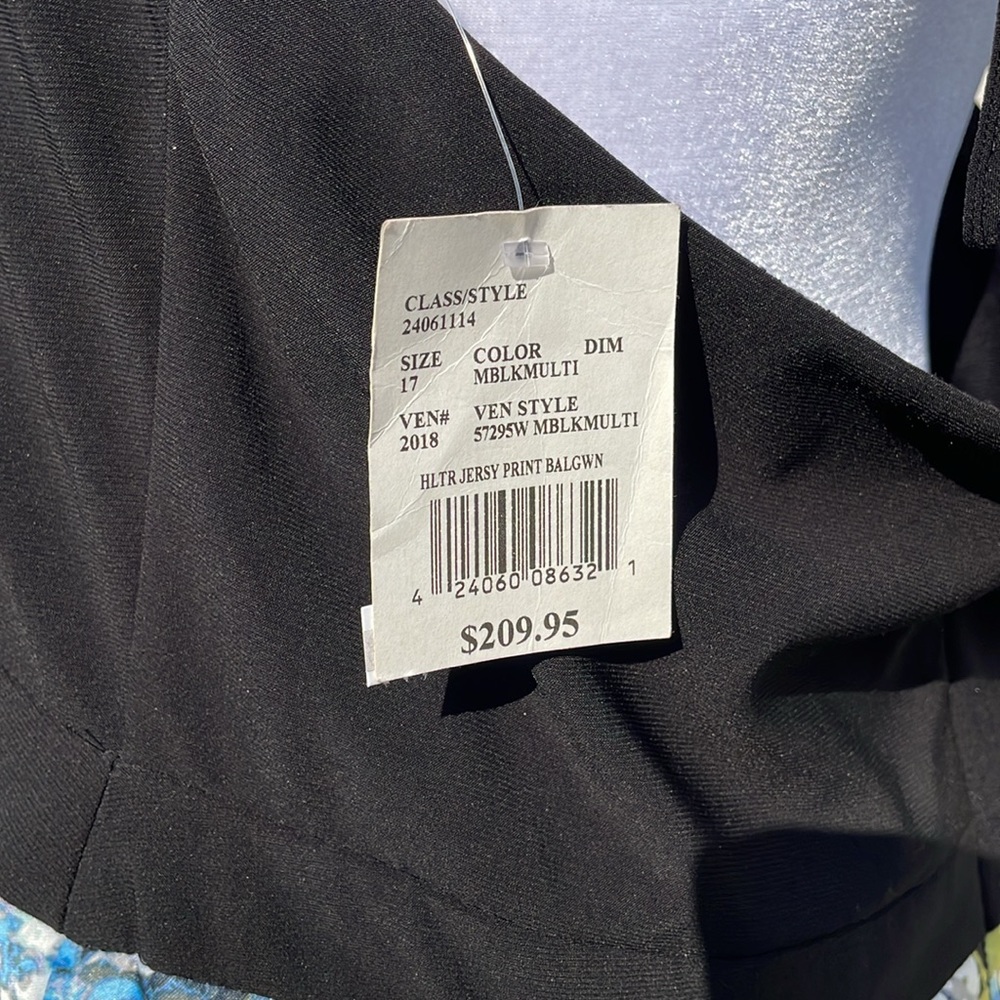 CLASS/STYLE
24061114
SIZE COLOR DIM
17 MBLKMULTI
VEN# VEN STYLE
2018 57295W MBLKMULTI
HLTR JERSY PRINT BALGWN
4 24060 08632 1
$209.95